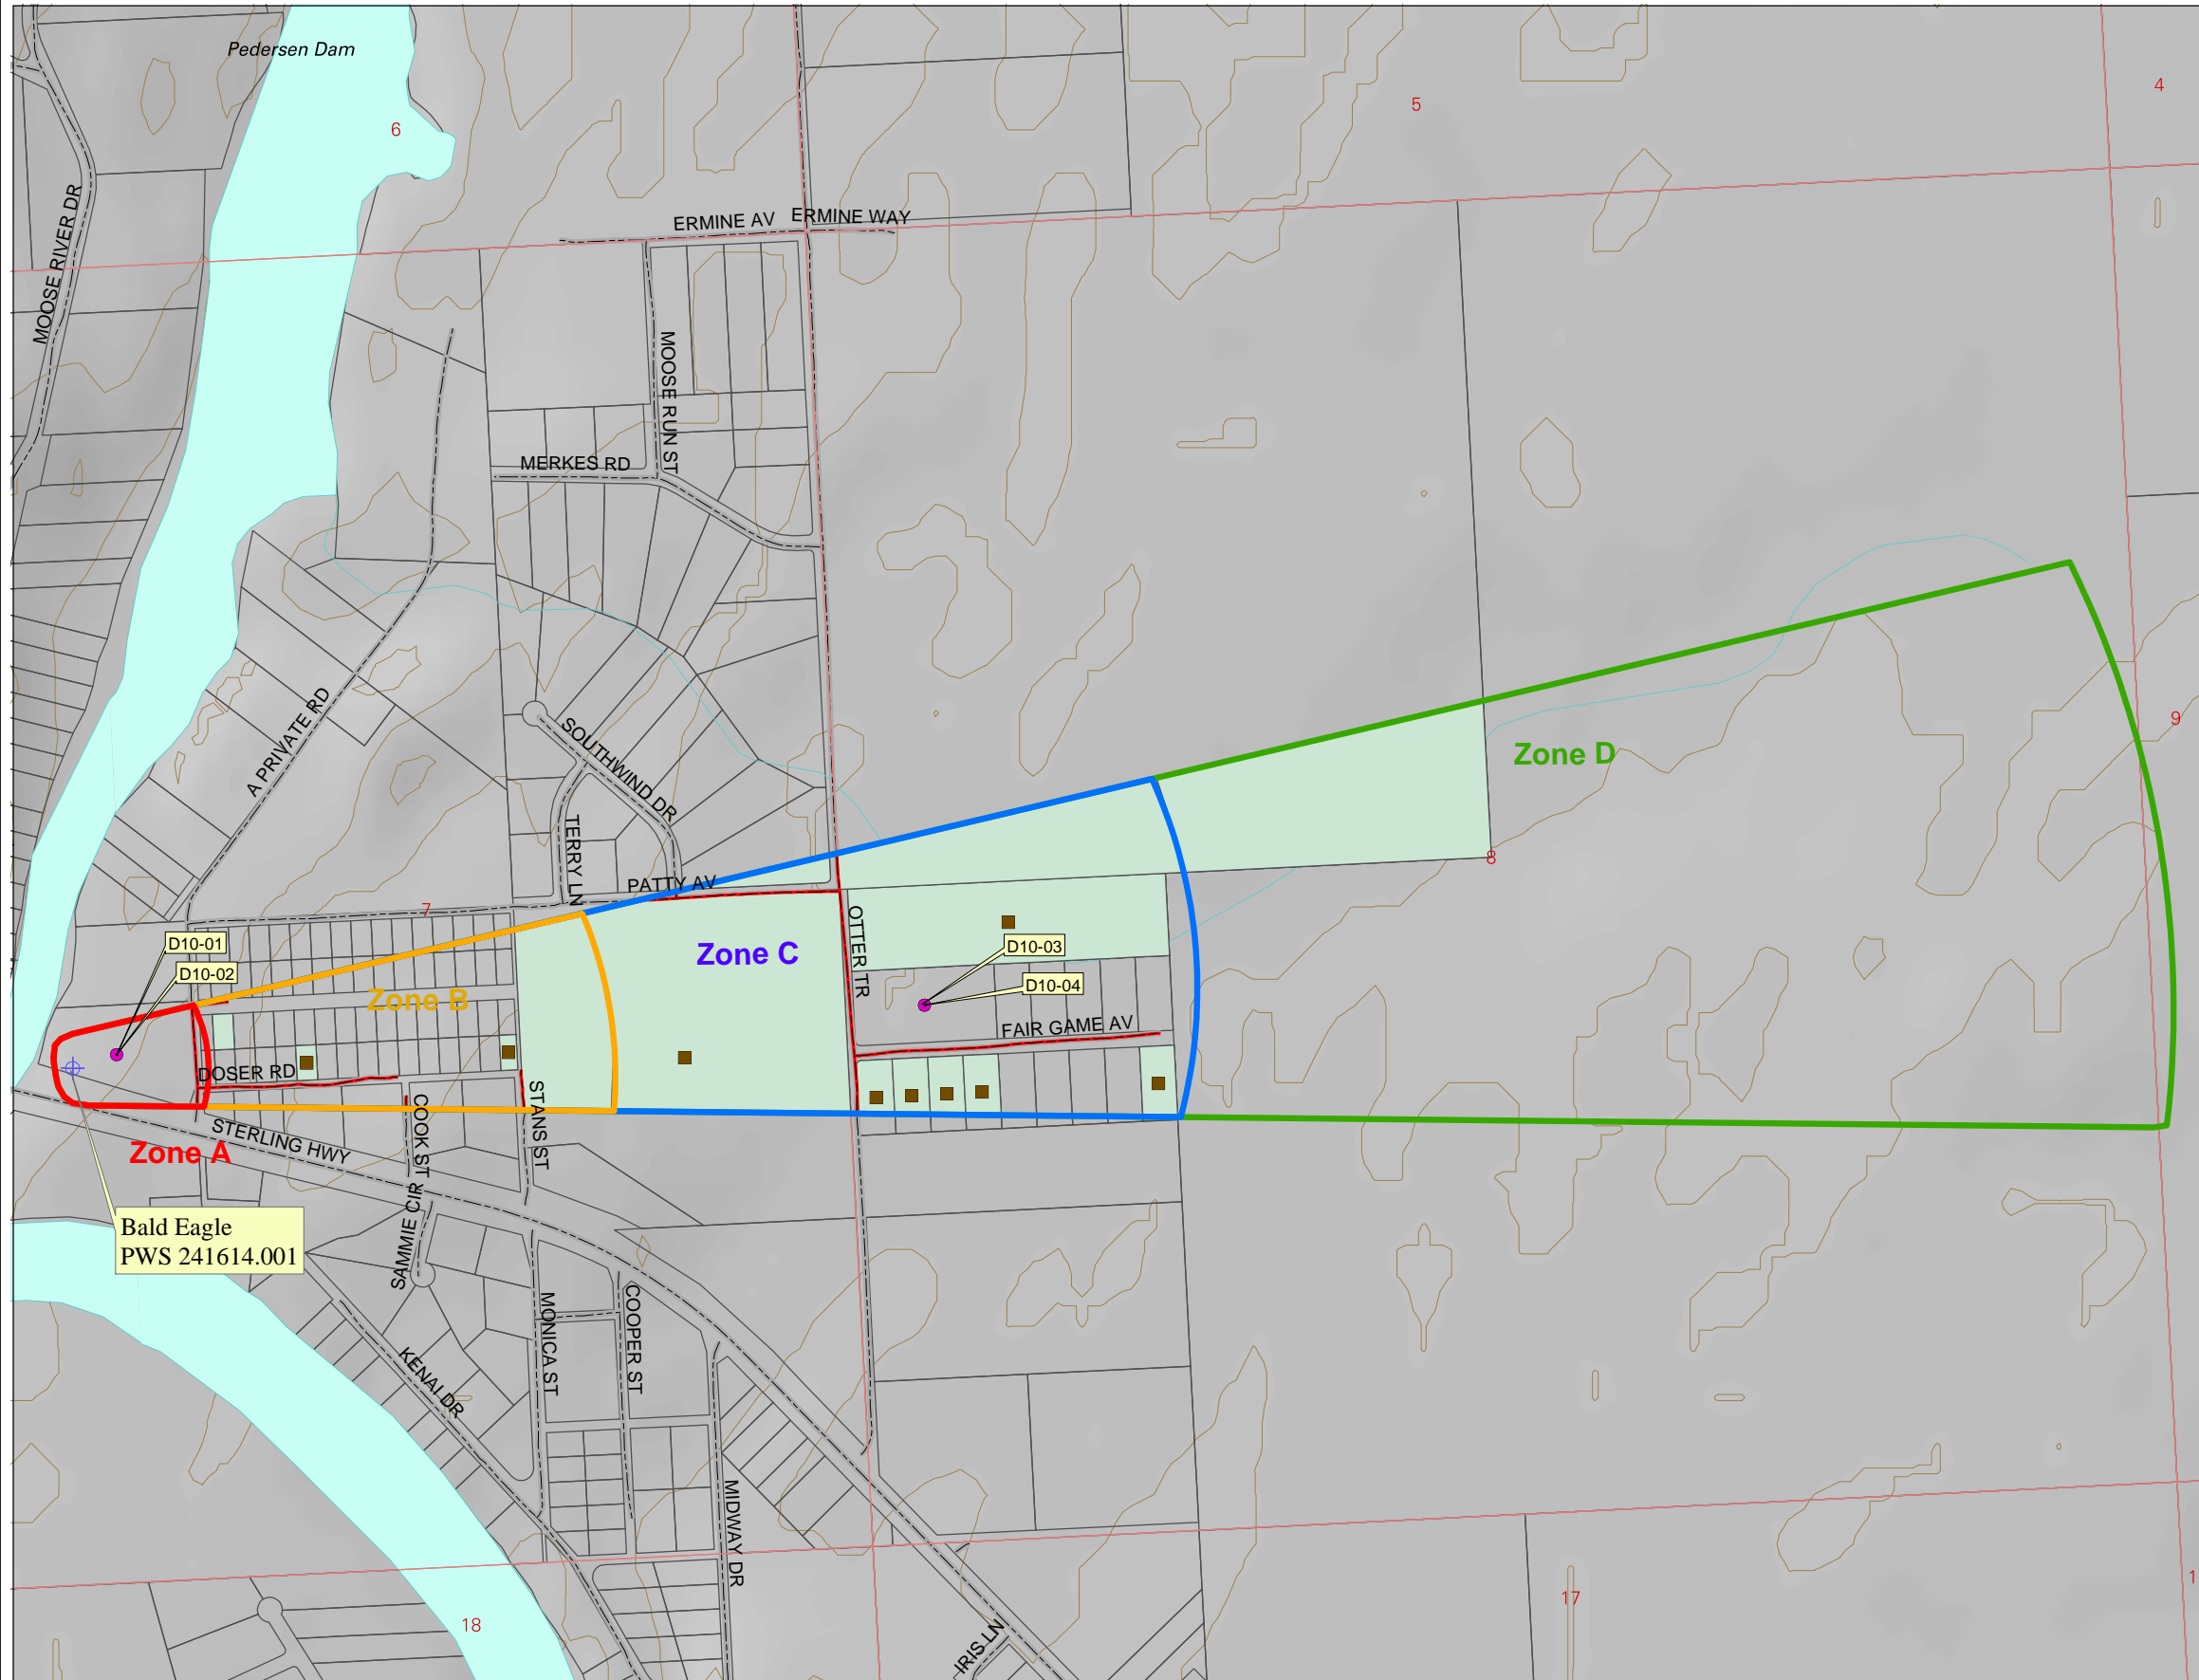 Pedersen Dam
6
5
4
MOOSE RIVER DR
ERMINE AV
ERMINE WAY
MOOSE RUN ST
MERKES RD
A PRIVATE RD
SOUTHWIND DR
TERRY LN
PATTY AV
Zone D
9
8
7
OTTER TR
Zone C
D10-01
D10-02
D10-03
D10-04
Zone B
FAIR GAME AV
DOSER RD
STANS ST
COOK ST
STERLING HWY
Zone A
SAMMIE CIR
Bald Eagle
PWS 241614.001
MONICA ST
COOPER ST
KENAI DR
MIDWAY DR
IRIS LN
18
17
1